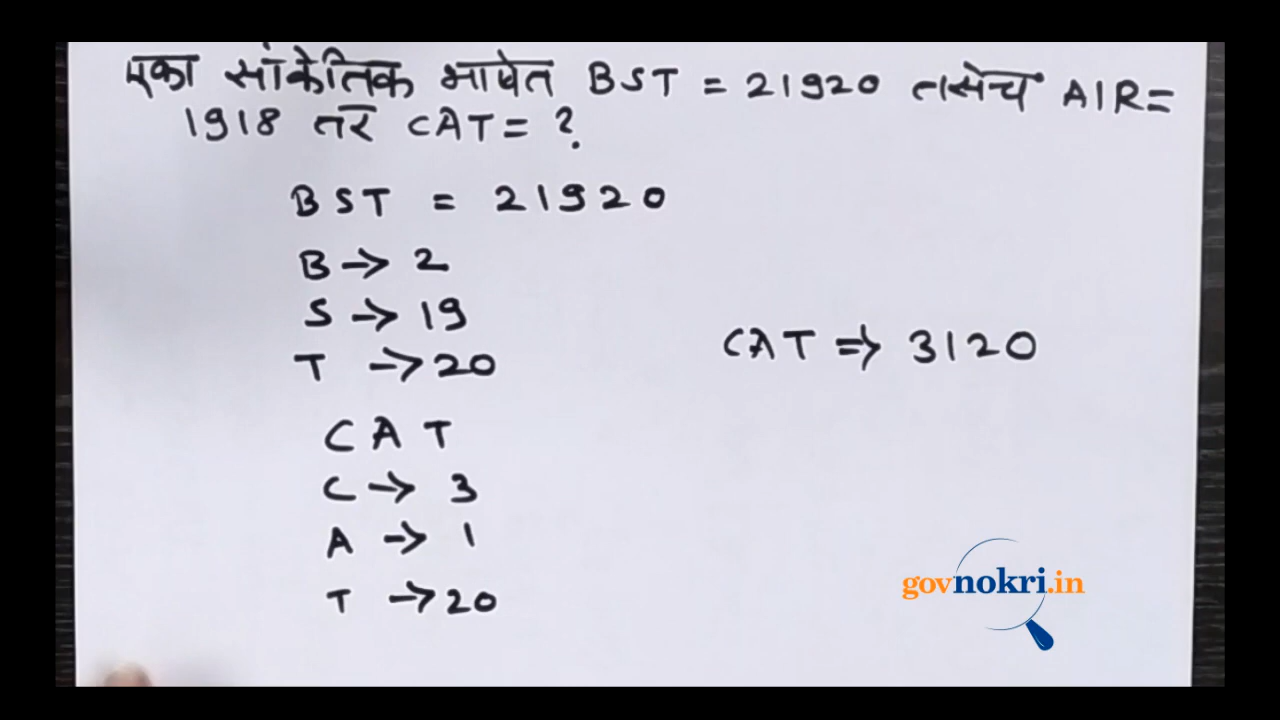 एका सांकेतिक भाषेत BST = 21920 तसेच AIR=
1918 तर CAT= ?
BST = 21920
B → 2
S → 19
T → 20
CAT ⇒ 3120
CAT
C → 3
A → 1
T → 20
govnokri.in